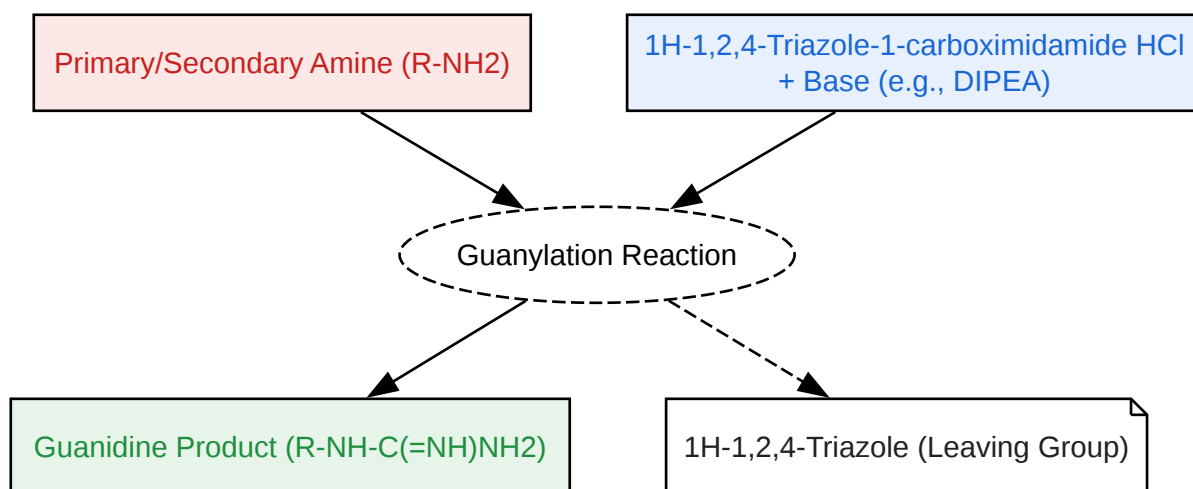 Primary/Secondary Amine (R-NH2)
1H-1,2,4-Triazole-1-carboximidamide HCl
+ Base (e.g., DIPEA)
Guanylation Reaction
Guanidine Product (R-NH-C(=NH)NH2)
1H-1,2,4-Triazole (Leaving Group)